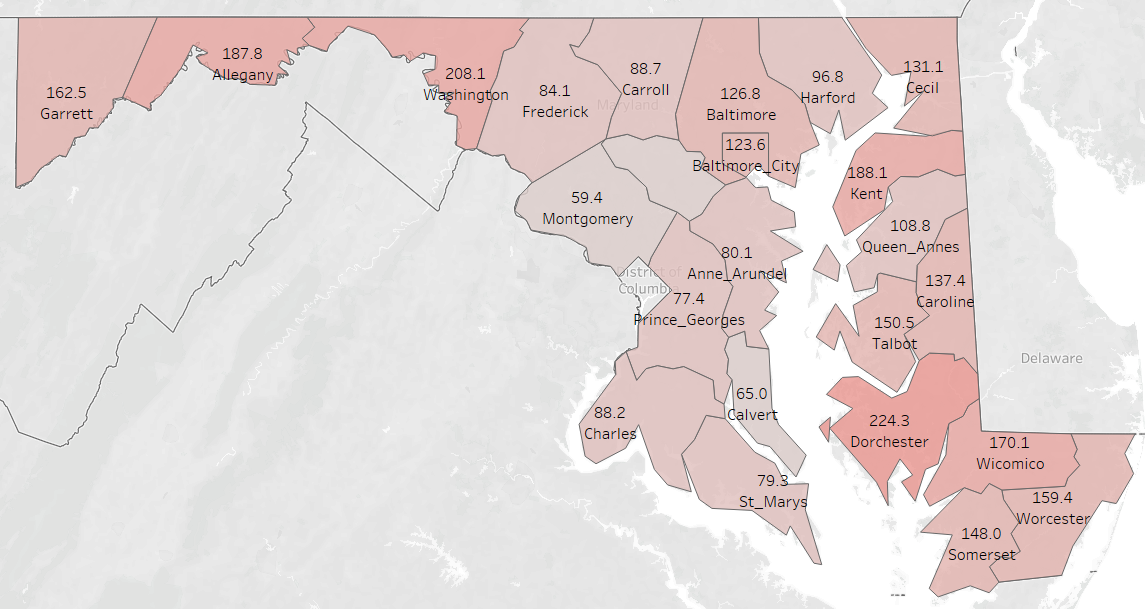 162.5
Garrett
187.8
Allegany
208.1
Washington
84.1
Frederick
88.7
Carroll
Maryland
126.8
Baltimore
123.6
Baltimore_City
96.8
Harford
131.1
Cecil
188.1
Kent
59.4
Montgomery
108.8
Queen_Annes
80.1
Anne_Arundel
District of
Columbia
77.4
Prince_Georges
137.4
Caroline
150.5
Talbot
Delaware
88.2
Charles
65.0
Calvert
224.3
Dorchester
170.1
Wicomico
79.3
St_Marys
159.4
Worcester
148.0
Somerset